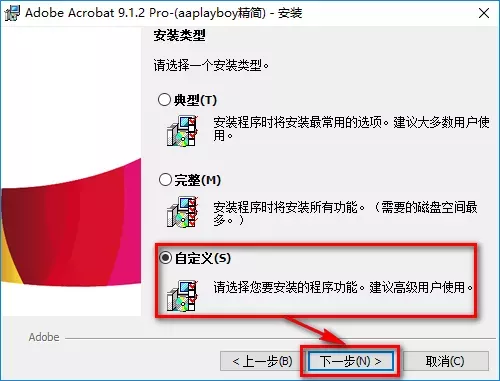 Adobe Acrobat 9.1.2 Pro-(aaplayboy精简) - 安装
安装类型
请选择一个安装类型。
典型(T)
安装程序时将安装最常用的选项。建议大多数用户使
用。
完整(M)
安装程序时将安装所有功能。（需要的磁盘空间最
多。）
自定义(S)
请选择您要安装的程序功能。建议高级用户使用。
Adobe
< 上一步(B)
下一步(N) >
取消(C)